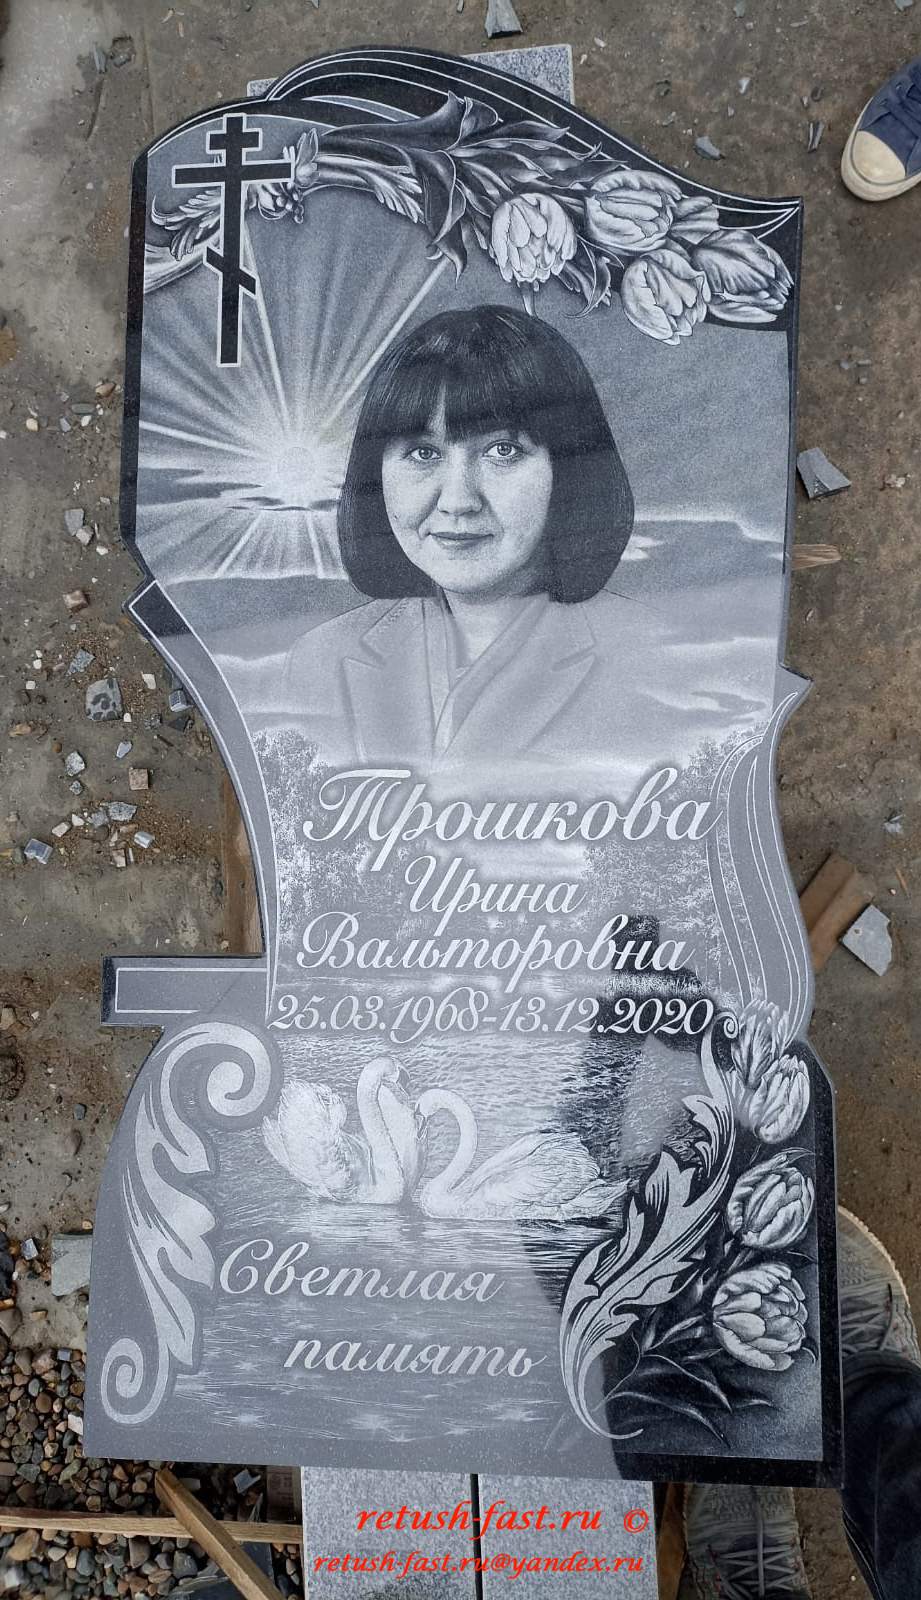 Трошкова
Ирина
Вальторовна
25.03.1968-13.12.2020
Светлая
память
retush-fast.ru ©
retush-fast.ru@yandex.ru